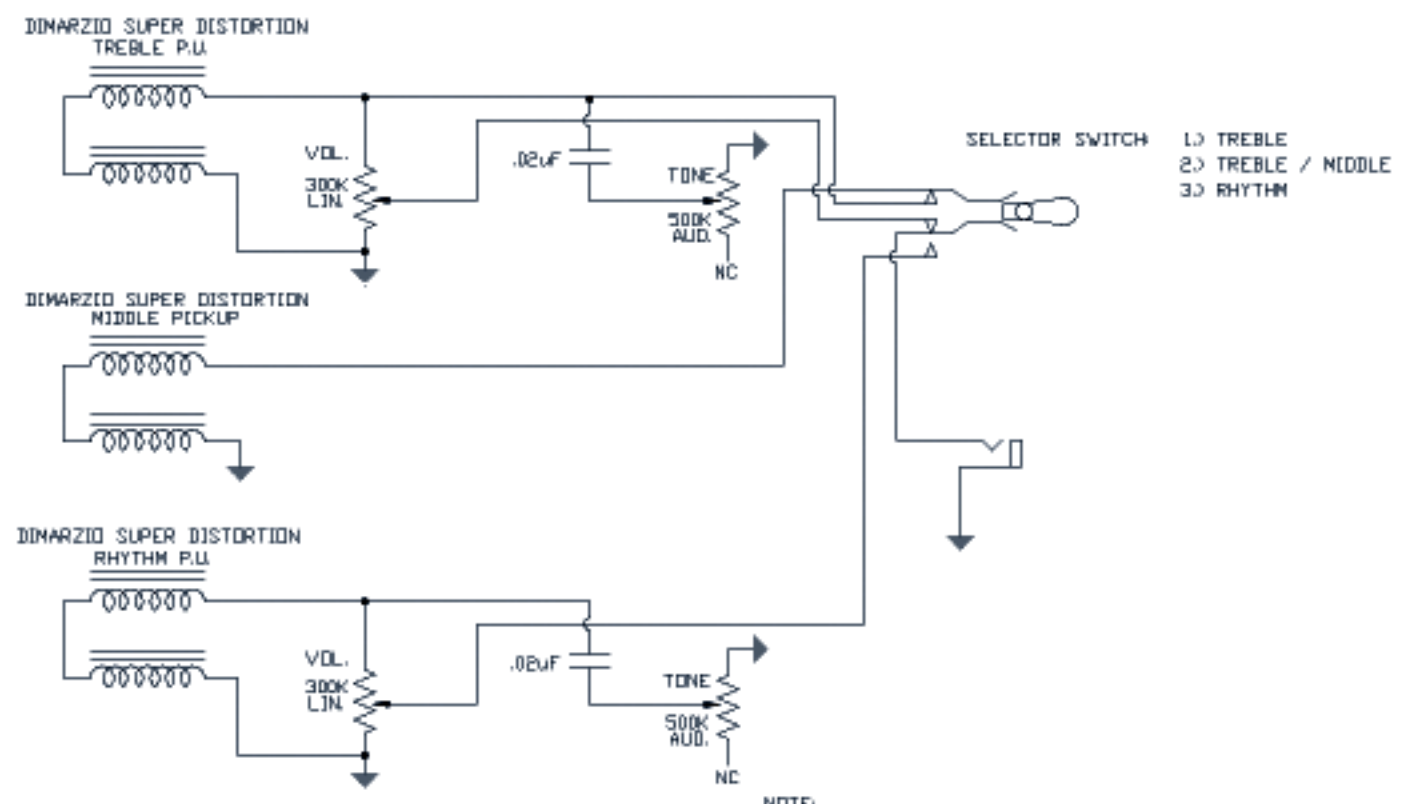 DIMARZIO SUPER DISTORTION
TREBLE P.U.
VOL.
300K
LIN.
.02uF
TONE
500K
AUD.
NC
SELECTOR SWITCH 1.) TREBLE
2.) TREBLE / MIDDLE
3.) RHYTHM
DIMARZIO SUPER DISTORTION
MIDDLE PICKUP
DIMARZIO SUPER DISTORTION
RHYTHM P.U.
VOL.
300K
LIN.
.02uF
TONE
500K
AUD.
NC
NOTE: